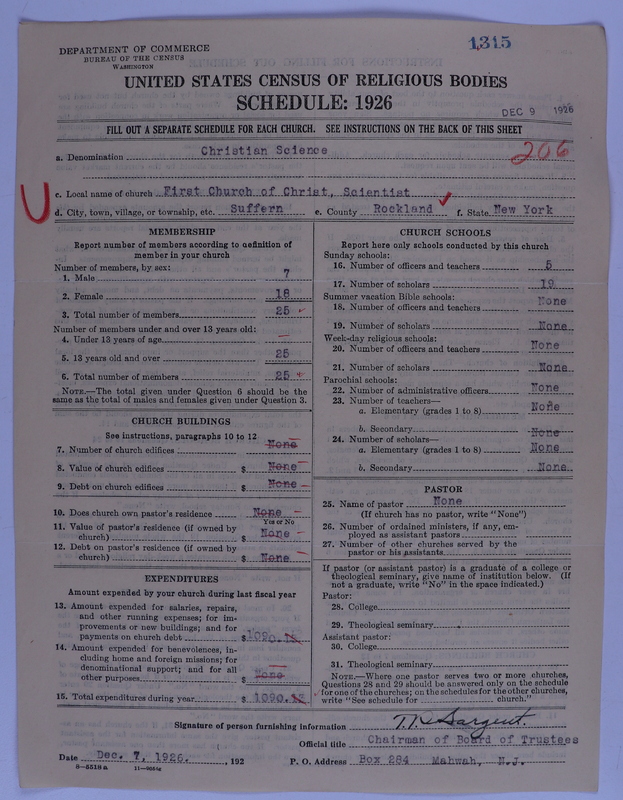 DEPARTMENT OF COMMERCE
BUREAU OF THE CENSUS
WASHINGTON
1315
UNITED STATES CENSUS OF RELIGIOUS BODIES
SCHEDULE: 1926
DEC 9 1926
FILL OUT A SEPARATE SCHEDULE FOR EACH CHURCH. SEE INSTRUCTIONS ON THE BACK OF THIS SHEET
a. Denomination Christian Science
206
c. Local name of church First Church of Christ, Scientist
d. City, town, village, or township, etc. Suffern e. County Rockland f. State New York
MEMBERSHIP
Report number of members according to definition of
member in your church
Number of members, by sex:
1. Male 7
2. Female 18
3. Total number of members 25
Number of members under and over 13 years old:
4. Under 13 years of age —
5. 13 years old and over 25
6. Total number of members 25
NOTE.—The total given under Question 6 should be
same as the total of males and females given under Question 3.
CHURCH BUILDINGS
See instructions, paragraphs 10 to 12
7. Number of church edifices None
8. Value of church edifices $ None
9. Debt on church edifices $ None
10. Does church own pastor's residence None
Yes or No
11. Value of pastor's residence (if owned by
church) $ None
12. Debt on pastor's residence (if owned by
church) $ None
EXPENDITURES
Amount expended by your church during last fiscal year
13. Amount expended for salaries, repairs,
and other running expenses; for im-
provements or new buildings; and for
payments on church debt $ 1090.
14. Amount expended for benevolences, in-
cluding home and foreign missions; for
denominational support; and for all
other purposes $ None
15. Total expenditures during year $ 1090.
CHURCH SCHOOLS
Report here only schools conducted by this church
Sunday schools:
16. Number of officers and teachers 5
17. Number of scholars 19
Summer vacation Bible schools:
18. Number of officers and teachers None
19. Number of scholars None
Week-day religious schools:
20. Number of officers and teachers None
21. Number of scholars None
Parochial schools:
22. Number of administrative officers None
23. Number of teachers—
a. Elementary (grades 1 to 8) None
b. Secondary None
24. Number of scholars—
a. Elementary (grades 1 to 8) None
b. Secondary None
PASTOR
25. Name of pastor None
(If church has no pastor, write "None")
26. Number of ordained ministers, if any, em-
ployed as assistant pastors
27. Number of other churches served by the
pastor or his assistants
If pastor (or assistant pastor) is a graduate of a college or
theological seminary, give name of institution below. (If
not a graduate, write "No" in the space indicated.)
Pastor:
28. College
29. Theological seminary
Assistant pastor:
30. College
31. Theological seminary
NOTE.—Where one pastor serves two or more churches,
Questions 28 and 29 should be answered only on the schedule
for one of the churches; on the schedules for the other churches,
write "See schedule for church."
Signature of person furnishing information Sargent
Official title Chairman of Board of Trustees
Date Dec. 7, 1926. , 192 P. O. Address Box 284 Mahwah, N.J.